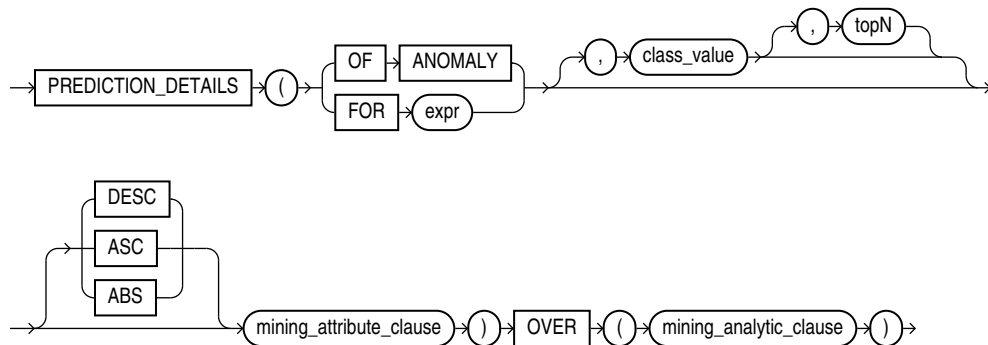 , topN
OF ANOMALY , class_value
PREDICTION_DETAILS (
FOR expr
DESC
ASC
ABS
mining_attribute_clause ) OVER ( mining_analytic_clause )